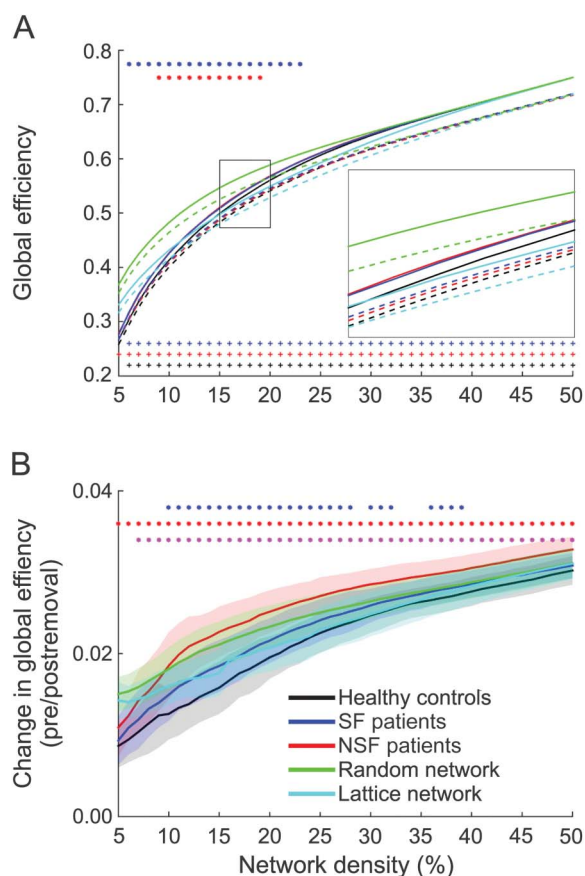 A
Global efficiency
0.8
0.7
0.6
0.5
0.4
0.3
0.2
5 10 15 20 25 30 35 40 45 50
B
Change in global effiency
(pre/postremoval)
0.04
0.02
0.00
Healthy controls
SF patients
NSF patients
Random network
Lattice network
5 10 15 20 25 30 35 40 45 50
Network density (%)